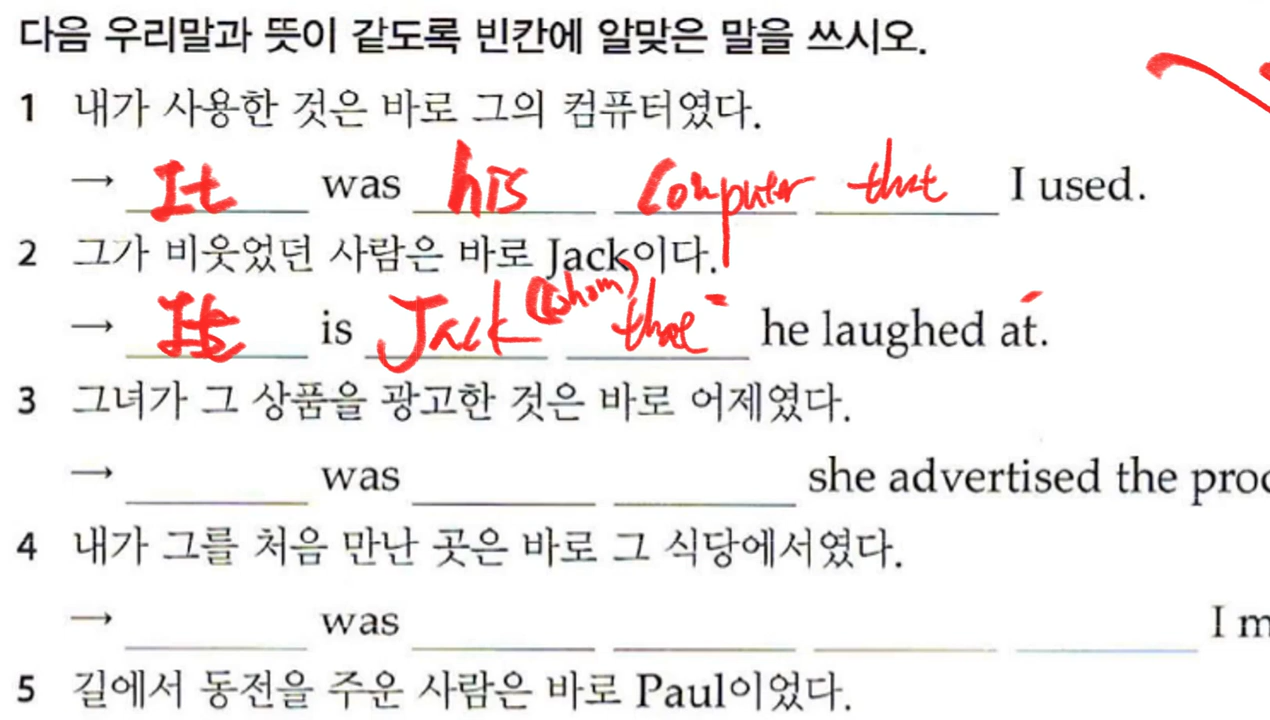 다음 우리말과 뜻이 같도록 빈칸에 알맞은 말을 쓰시오.
1 내가 사용한 것은 바로 그의 컴퓨터였다.
→ It was his computer that I used.
2 그가 비웃었던 사람은 바로 Jack이다.
→ It is Jack (whom) that he laughed at.
3 그녀가 그 상품을 광고한 것은 바로 어제였다.
→ was she advertised the
4 내가 그를 처음 만난 곳은 바로 그 식당에서였다.
→ was I
5 길에서 동전을 주운 사람은 바로 Paul이었다.